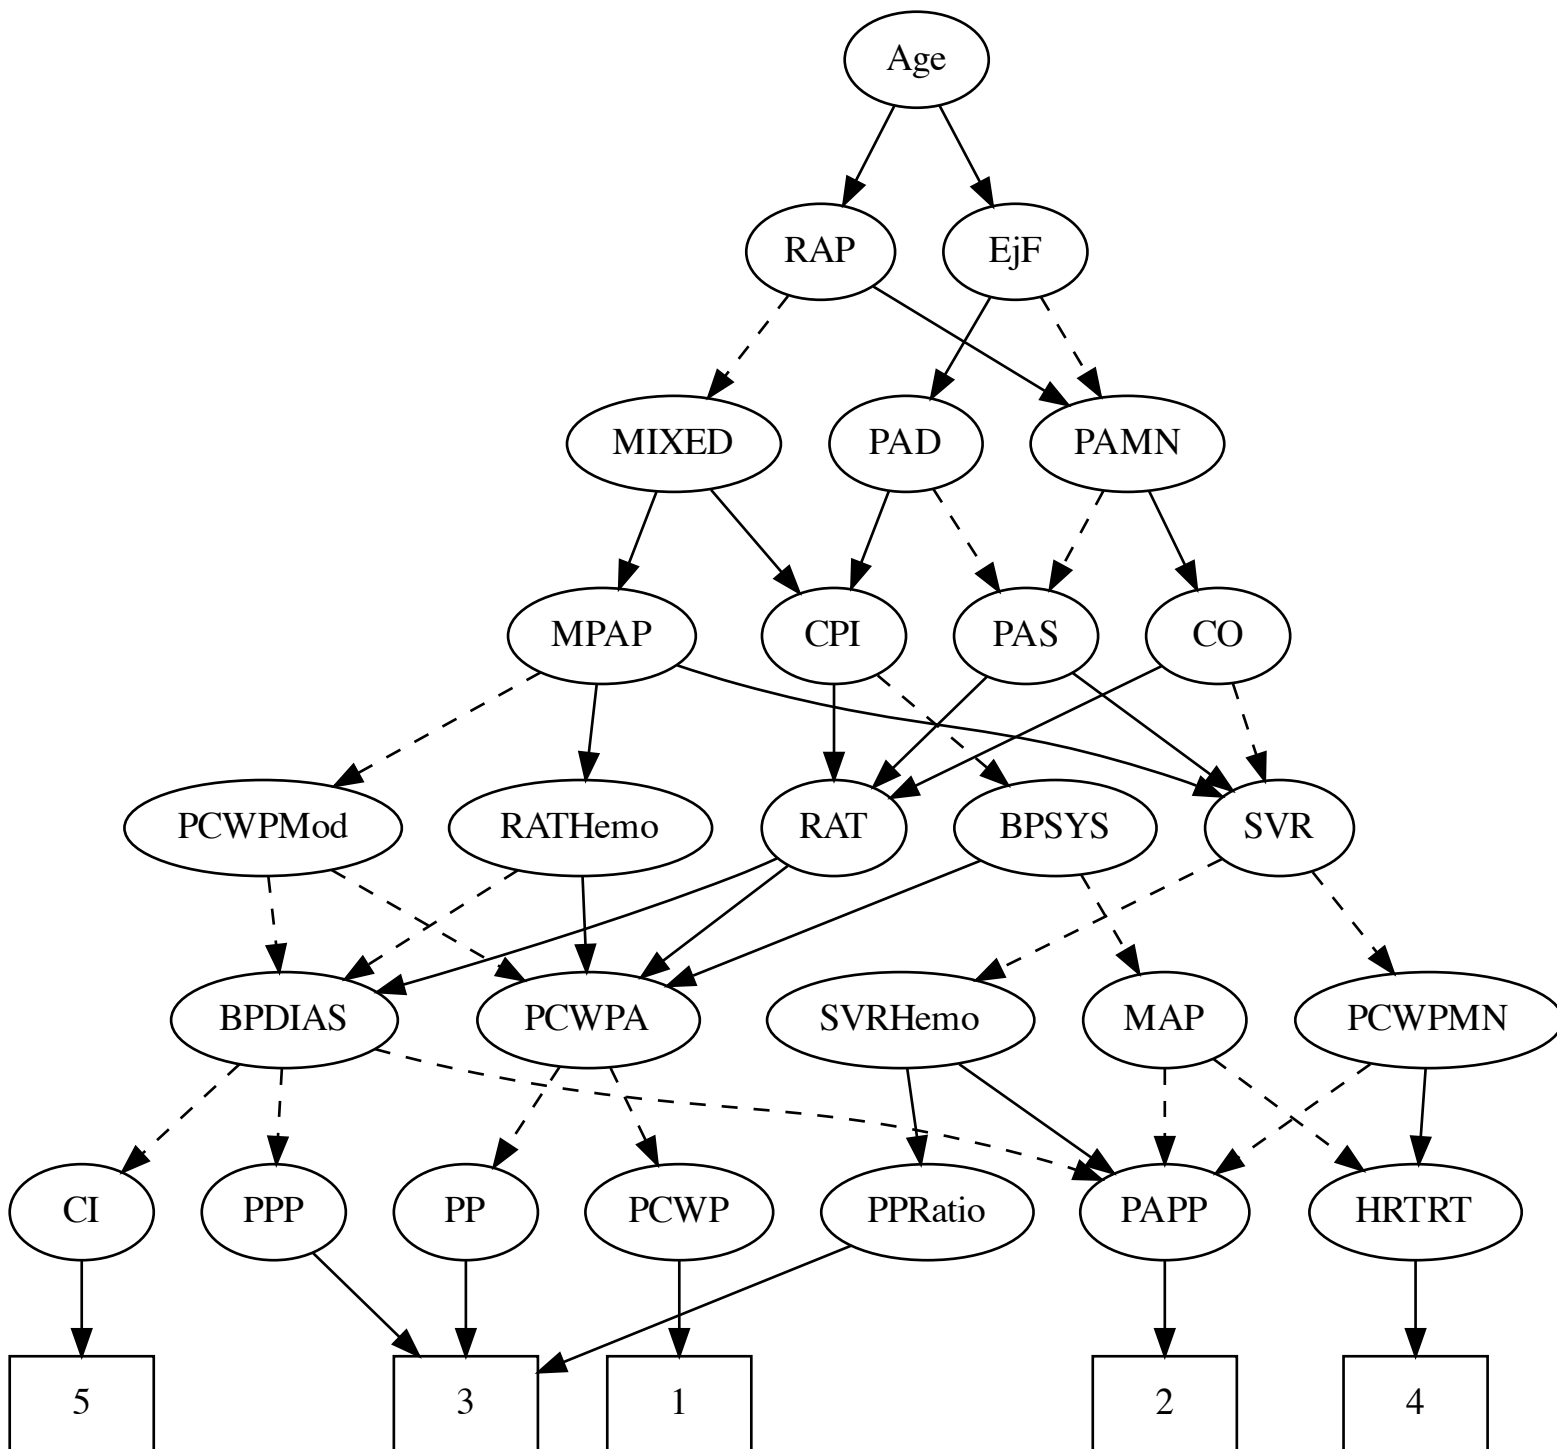 Age
RAP EjF
MIXED PAD PAMN
MPAP CPI PAS CO
PCWPMod RATHemo RAT BPSYS SVR
BPDIAS PCWPA SVRHemo MAP PCWPMN
CI PPP PP PCWP PPRatio PAPP HRTRT
5 3 1 2 4